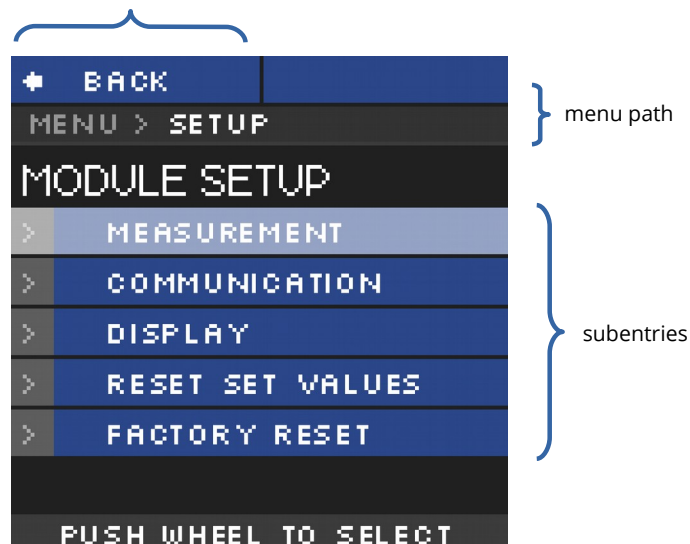 BACK
MENU > SETUP
menu path
MODULE SETUP
> MEASUREMENT
> COMMUNICATION
> DISPLAY
subentries
> RESET SET VALUES
> FACTORY RESET
PUSH WHEEL TO SELECT